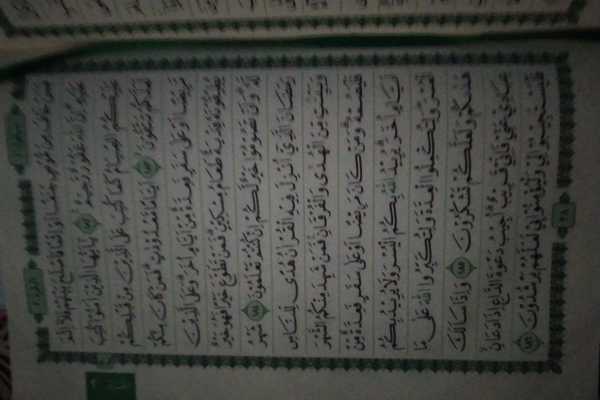 فَمَنْ خَافَ مِن مُّوصٍ جَنَفًا أَوْ إِثْمًا فَأَصْلَحَ بَيْنَهُمْ فَلَآ إِثْمَ
عَلَيْهِ إِنَّ ٱللَّهَ غَفُورٌ رَّحِيمٌ ١٨٢ يَٰٓأَيُّهَا ٱلَّذِينَ ءَامَنُوا۟ كُتِبَ
عَلَيْكُمُ ٱلصِّيَامُ كَمَا كُتِبَ عَلَى ٱلَّذِينَ مِن قَبْلِكُمْ
لَعَلَّكُمْ تَتَّقُونَ ١٨٣ أَيَّامًا مَّعْدُودَٰتٍ فَمَن كَانَ مِنكُم
مَّرِيضًا أَوْ عَلَىٰ سَفَرٍ فَعِدَّةٌ مِّنْ أَيَّامٍ أُخَرَ وَعَلَى ٱلَّذِينَ
يُطِيقُونَهُۥ فِدْيَةٌ طَعَامُ مِسْكِينٍ فَمَن تَطَوَّعَ خَيْرًا فَهُوَ خَيْرٌ
لَّهُۥ وَأَن تَصُومُوا۟ خَيْرٌ لَّكُمْ إِن كُنتُمْ تَعْلَمُونَ ١٨٤ شَهْرُ
رَمَضَانَ ٱلَّذِىٓ أُنزِلَ فِيهِ ٱلْقُرْءَانُ هُدًى لِّلنَّاسِ
وَبَيِّنَٰتٍ مِّنَ ٱلْهُدَىٰ وَٱلْفُرْقَانِ فَمَن شَهِدَ مِنكُمُ ٱلشَّهْرَ
فَلْيَصُمْهُ وَمَن كَانَ مَرِيضًا أَوْ عَلَىٰ سَفَرٍ فَعِدَّةٌ مِّنْ
أَيَّامٍ أُخَرَ يُرِيدُ ٱللَّهُ بِكُمُ ٱلْيُسْرَ وَلَا يُرِيدُ بِكُمُ
ٱلْعُسْرَ وَلِتُكْمِلُوا۟ ٱلْعِدَّةَ وَلِتُكَبِّرُوا۟ ٱللَّهَ عَلَىٰ مَا
هَدَىٰكُمْ وَلَعَلَّكُمْ تَشْكُرُونَ ١٨٥ وَإِذَا سَأَلَكَ
عِبَادِى عَنِّى فَإِنِّى قَرِيبٌ أُجِيبُ دَعْوَةَ ٱلدَّاعِ إِذَا دَعَانِ
فَلْيَسْتَجِيبُوا۟ لِى وَلْيُؤْمِنُوا۟ بِى لَعَلَّهُمْ يَرْشُدُونَ ١٨٦
٢٨